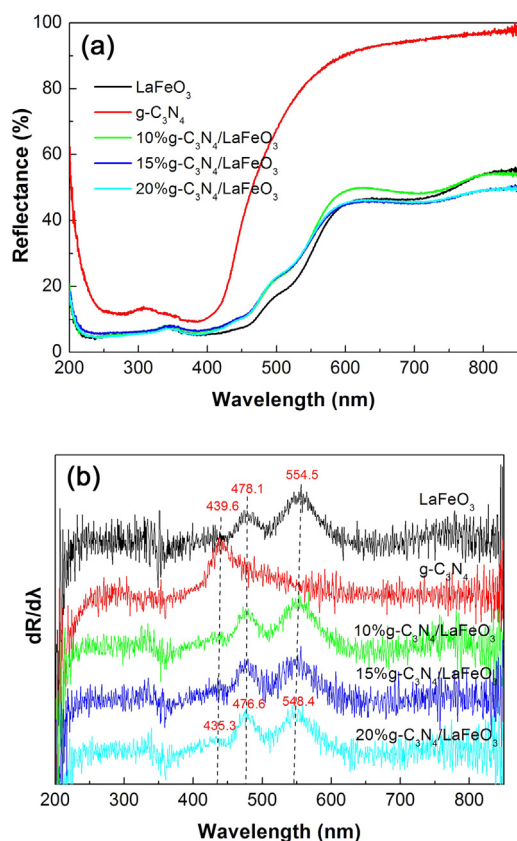 (a)
100
80
60
40
20
0
Reflectance (%)
LaFeO₃
g-C₃N₄
10%g-C₃N₄/LaFeO₃
15%g-C₃N₄/LaFeO₃
20%g-C₃N₄/LaFeO₃
200 300 400 500 600 700 800
Wavelength (nm)
(b)
554.5
478.1
439.6
LaFeO₃
g-C₃N₄
10%g-C₃N₄/LaFeO₃
15%g-C₃N₄/LaFeO₃
435.3 476.6 548.4
20%g-C₃N₄/LaFeO₃
dR/dλ
200 300 400 500 600 700 800
Wavelength (nm)